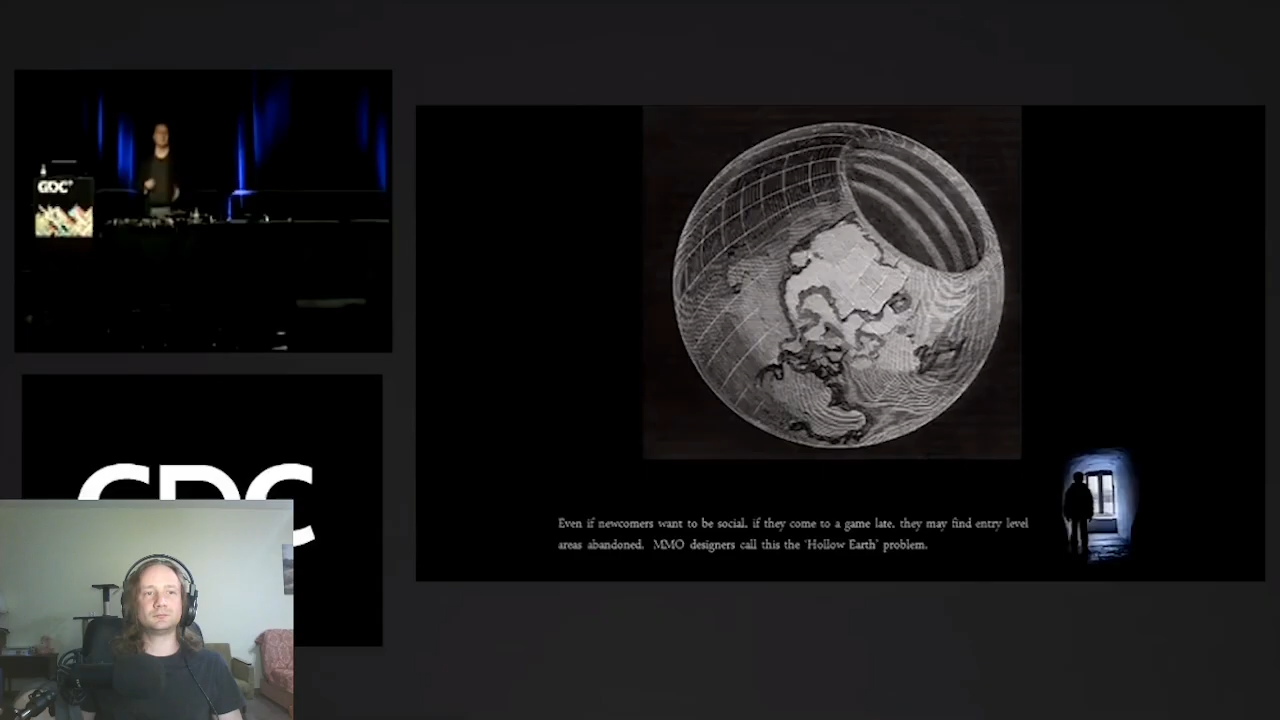 GDC
GDC
Even if newcomers want to be social, if they come to a game late, they may find entry level
areas abandoned. MMO designers call this the 'Hollow Earth' problem.